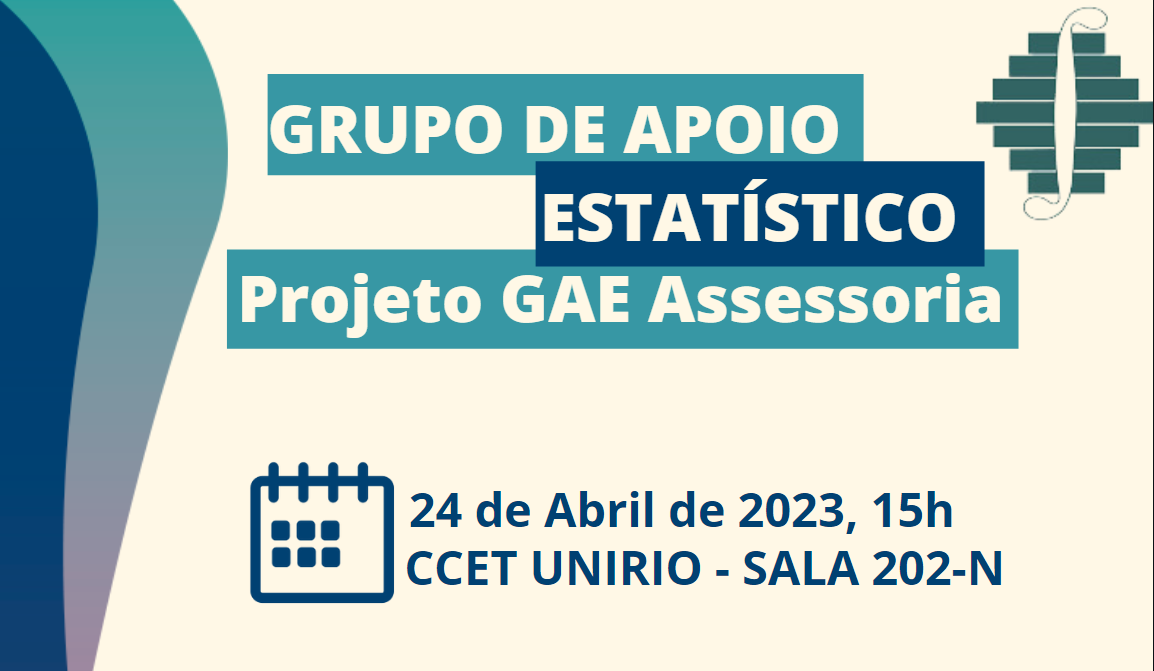 GRUPO DE APOIO
ESTATÍSTICO
Projeto GAE Assessoria
24 de Abril de 2023, 15h
CCET UNIRIO - SALA 202-N